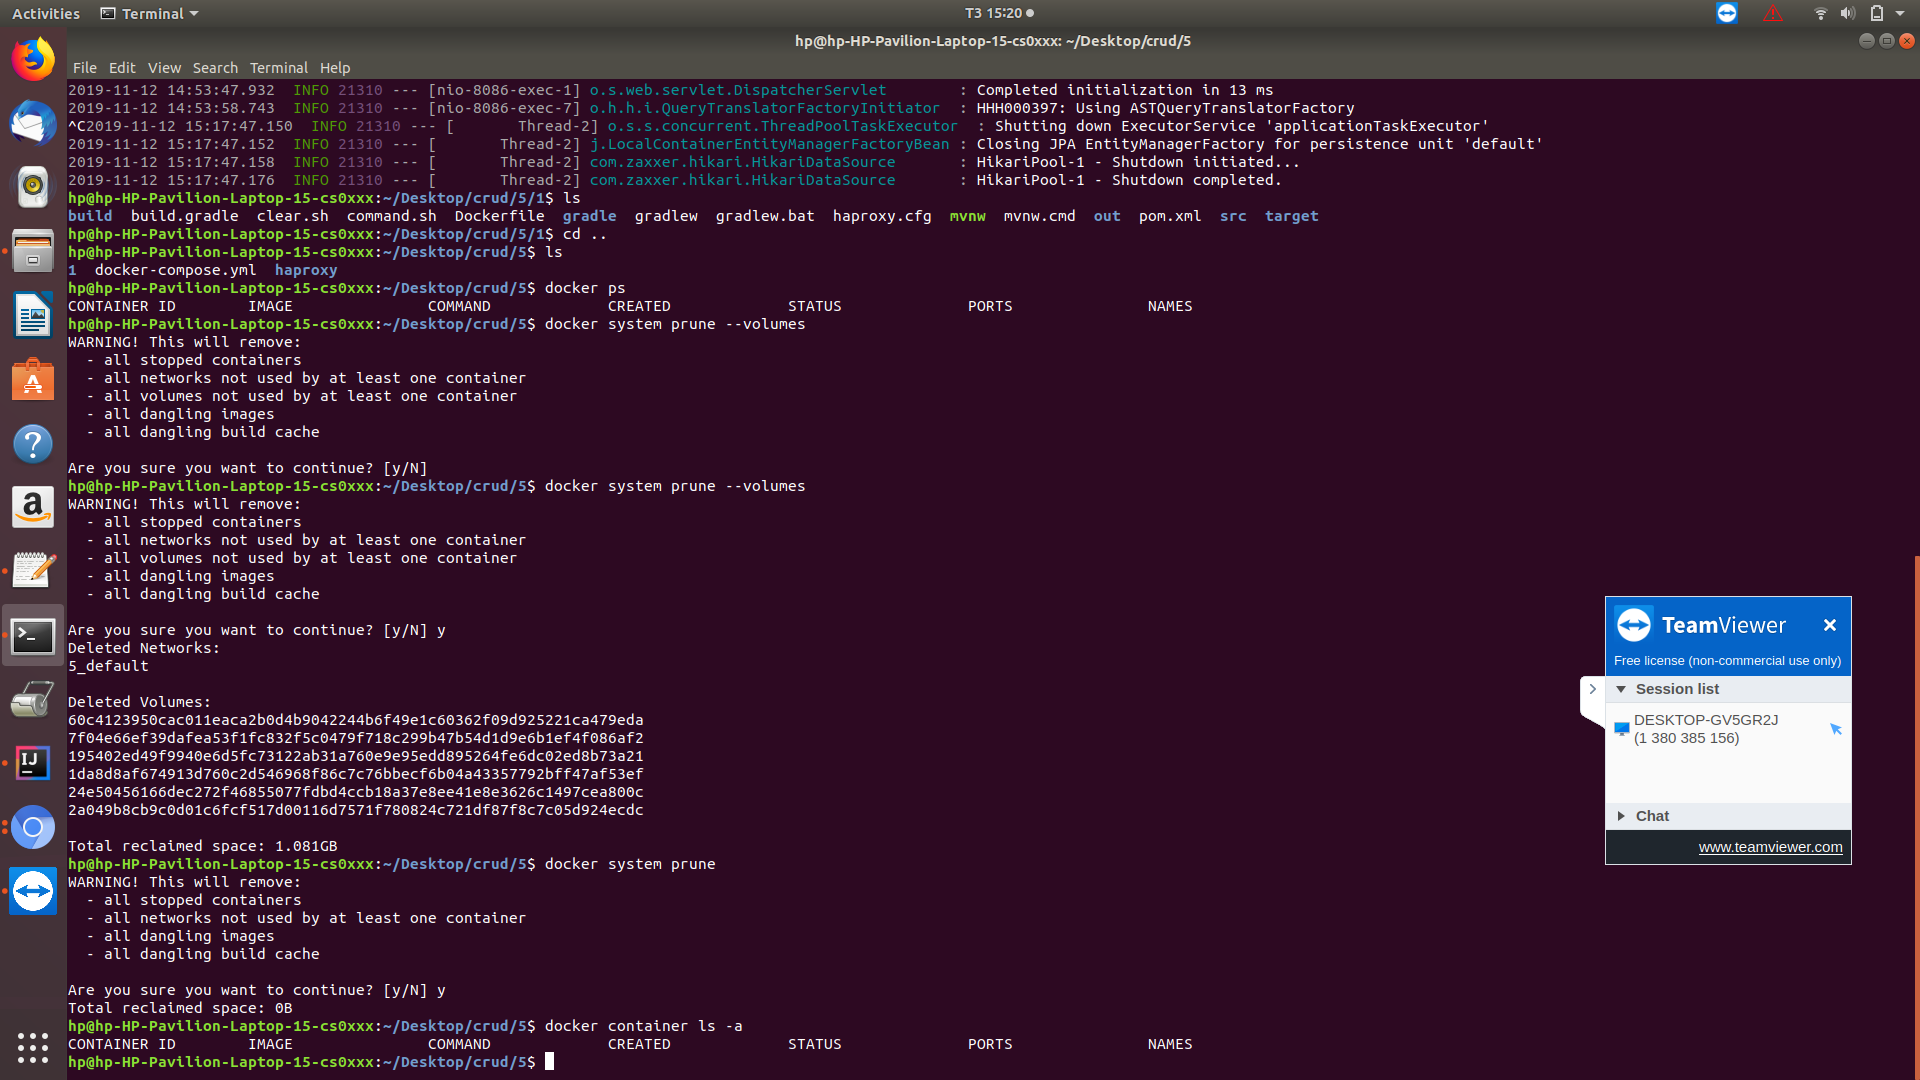 Activities
Terminal
T3 15:20
hp@hp-HP-Pavilion-Laptop-15-cs0xxx: ~/Desktop/crud/5
File Edit View Search Terminal Help
2019-11-12 14:53:47.932  INFO 21310 --- [nio-8086-exec-1] o.s.web.servlet.DispatcherServlet        : Completed initialization in 13 ms
2019-11-12 14:53:58.743  INFO 21310 --- [nio-8086-exec-7] o.h.h.i.QueryTranslatorFactoryInitiator  : HHH000397: Using ASTQueryTranslatorFactory
^C2019-11-12 15:17:47.150  INFO 21310 --- [       Thread-2] o.s.s.concurrent.ThreadPoolTaskExecutor  : Shutting down ExecutorService 'applicationTaskExecutor'
2019-11-12 15:17:47.152  INFO 21310 --- [       Thread-2] j.LocalContainerEntityManagerFactoryBean : Closing JPA EntityManagerFactory for persistence unit 'default'
2019-11-12 15:17:47.158  INFO 21310 --- [       Thread-2] com.zaxxer.hikari.HikariDataSource       : HikariPool-1 - Shutdown initiated...
2019-11-12 15:17:47.176  INFO 21310 --- [       Thread-2] com.zaxxer.hikari.HikariDataSource       : HikariPool-1 - Shutdown completed.
hp@hp-HP-Pavilion-Laptop-15-cs0xxx:~/Desktop/crud/5/1$ ls
build  build.gradle  clear.sh  command.sh  Dockerfile  gradle  gradlew  gradlew.bat  haproxy.cfg  mvnw  mvnw.cmd  out  pom.xml  src  target
hp@hp-HP-Pavilion-Laptop-15-cs0xxx:~/Desktop/crud/5/1$ cd ..
hp@hp-HP-Pavilion-Laptop-15-cs0xxx:~/Desktop/crud/5$ ls
1  docker-compose.yml  haproxy
hp@hp-HP-Pavilion-Laptop-15-cs0xxx:~/Desktop/crud/5$ docker ps
CONTAINER ID        IMAGE               COMMAND             CREATED             STATUS              PORTS               NAMES
hp@hp-HP-Pavilion-Laptop-15-cs0xxx:~/Desktop/crud/5$ docker system prune --volumes
WARNING! This will remove:
  - all stopped containers
  - all networks not used by at least one container
  - all volumes not used by at least one container
  - all dangling images
  - all dangling build cache
Are you sure you want to continue? [y/N]
hp@hp-HP-Pavilion-Laptop-15-cs0xxx:~/Desktop/crud/5$ docker system prune --volumes
WARNING! This will remove:
  - all stopped containers
  - all networks not used by at least one container
  - all volumes not used by at least one container
  - all dangling images
  - all dangling build cache
Are you sure you want to continue? [y/N] y
Deleted Networks:
5_default
Deleted Volumes:
60c4123950cac011eaca2b0d4b9042244b6f49e1c60362f09d925221ca479eda
7f04e66ef39dafea53f1fc832f5c0479f718c299b47b54d1d9e6b1ef4f086af2
195402ed49f9940e6d5fc73122ab31a760e9e95edd895264fe6dc02ed8b73a21
1da8d8af674913d760c2d546968f86c7c76bbecf6b04a43357792bff47af53ef
24e50456166dec272f46855077fdbd4ccb18a37e8ee41e8e3626c1497cea800c
2a049b8cb9c0d01c6fcf517d00116d7571f780824c721df87f8c7c05d924ecdc
Total reclaimed space: 1.081GB
hp@hp-HP-Pavilion-Laptop-15-cs0xxx:~/Desktop/crud/5$ docker system prune
WARNING! This will remove:
  - all stopped containers
  - all networks not used by at least one container
  - all dangling images
  - all dangling build cache
Are you sure you want to continue? [y/N] y
Total reclaimed space: 0B
hp@hp-HP-Pavilion-Laptop-15-cs0xxx:~/Desktop/crud/5$ docker container ls -a
CONTAINER ID        IMAGE               COMMAND             CREATED             STATUS              PORTS               NAMES
hp@hp-HP-Pavilion-Laptop-15-cs0xxx:~/Desktop/crud/5$
TeamViewer
Free license (non-commercial use only)
Session list
DESKTOP-GV5GR2J
(1 380 385 156)
Chat
www.teamviewer.com